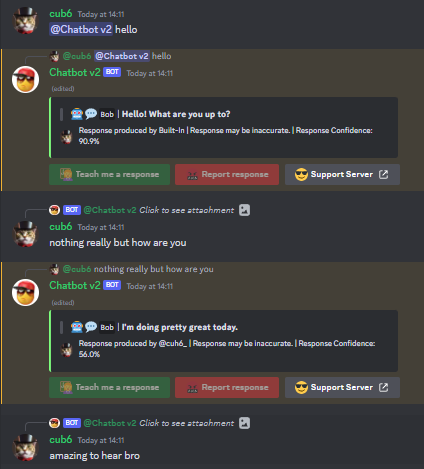 cub6 Today at 14:11
@Chatbot v2 hello
@cub6 @Chatbot v2 hello
Chatbot v2 BOT Today at 14:11
(edited)
Bob | Hello! What are you up to?
Response produced by Built-In | Response may be inaccurate. | Response Confidence:
90.9%
Teach me a response Report response Support Server
BOT @Chatbot v2 Click to see attachment
cub6 Today at 14:11
nothing really but how are you
@cub6 nothing really but how are you
Chatbot v2 BOT Today at 14:11
(edited)
Bob | I'm doing pretty great today.
Response produced by @cuh6_ | Response may be inaccurate. | Response Confidence:
56.0%
Teach me a response Report response Support Server
BOT @Chatbot v2 Click to see attachment
cub6 Today at 14:11
amazing to hear bro